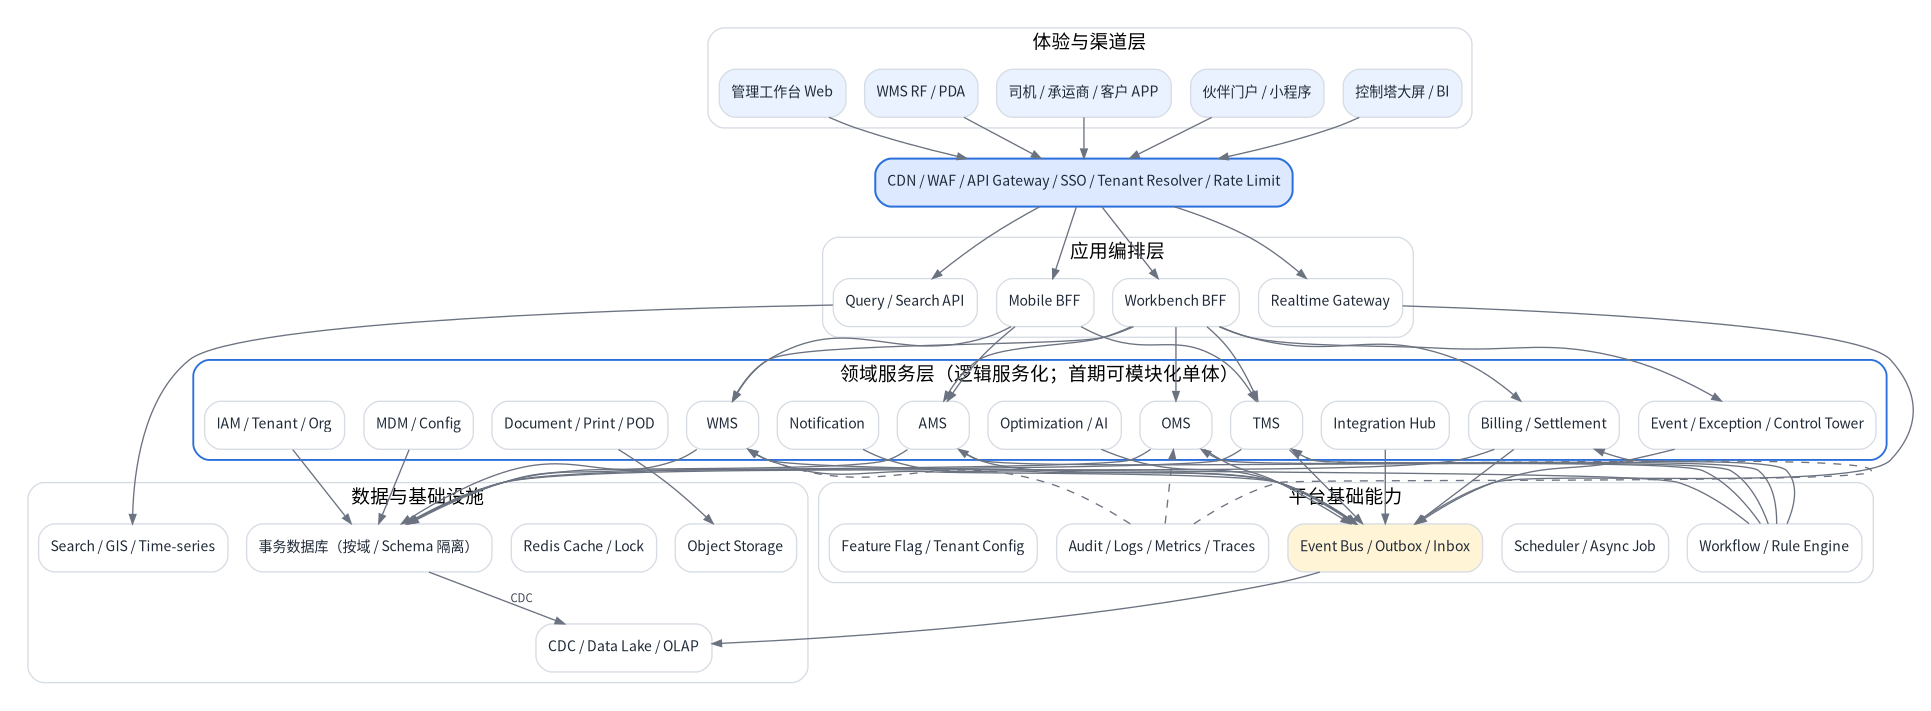 体验与渠道层
管理工作台 Web
WMS RF / PDA
司机 / 承运商 / 客户 APP
伙伴门户 / 小程序
控制塔大屏 / BI
CDN / WAF / API Gateway / SSO / Tenant Resolver / Rate Limit
应用编排层
Query / Search API
Mobile BFF
Workbench BFF
Realtime Gateway
领域服务层（逻辑服务化；首期可模块化单体）
IAM / Tenant / Org
MDM / Config
Document / Print / POD
WMS
Notification
AMS
Optimization / AI
OMS
TMS
Integration Hub
Billing / Settlement
Event / Exception / Control Tower
数据与基础设施
平台基础能力
Search / GIS / Time-series
事务数据库（按域 / Schema 隔离）
Redis Cache / Lock
Object Storage
Feature Flag / Tenant Config
Audit / Logs / Metrics / Traces
Event Bus / Outbox / Inbox
Scheduler / Async Job
Workflow / Rule Engine
CDC
CDC / Data Lake / OLAP